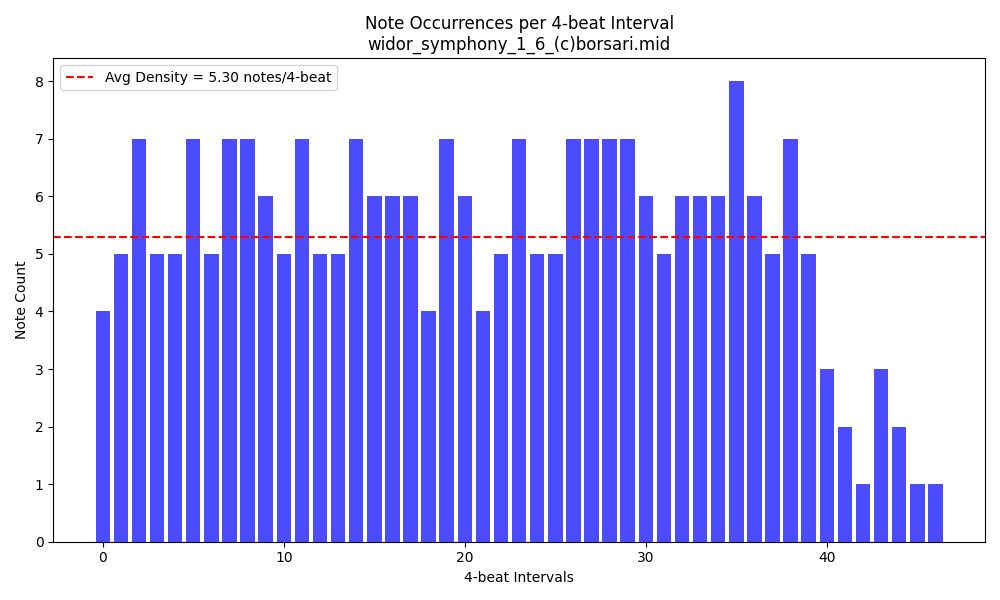 Note Occurrences per 4-beat Interval
widor_symphony_1_6_(c)borsari.mid
Avg Density = 5.30 notes/4-beat
Note Count
8
7
6
5
4
3
2
1
0
0 10 20 30 40
4-beat Intervals